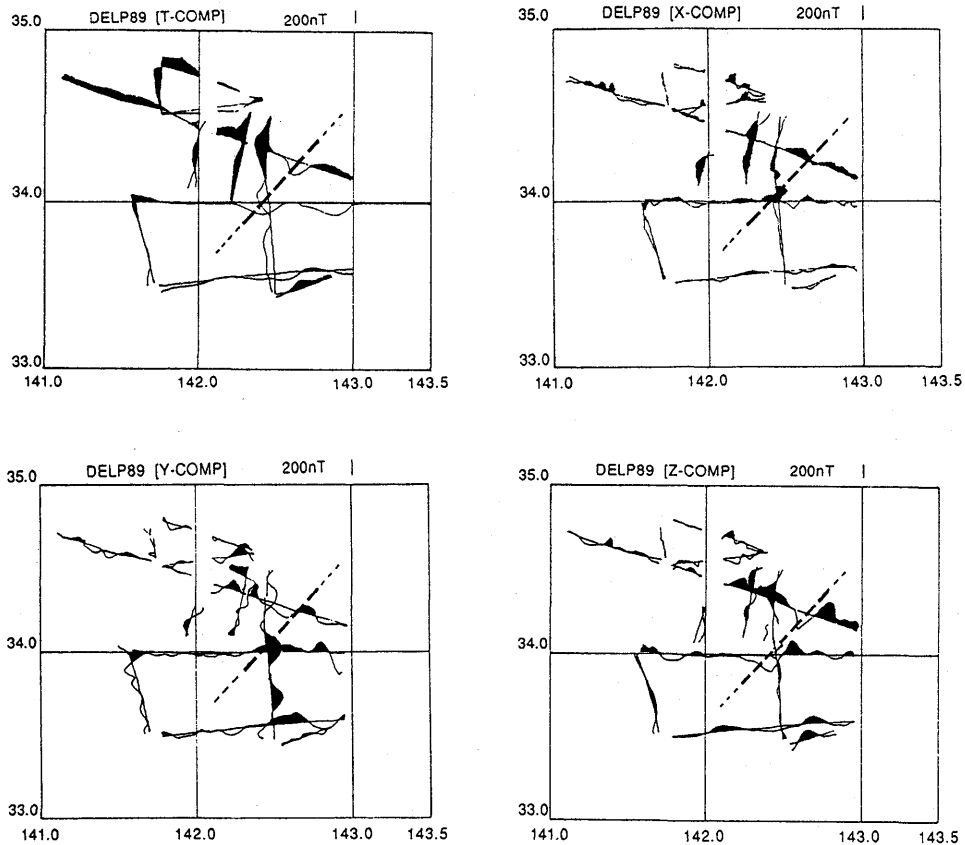 DELP89 [T-COMP] 200nT
35.0
34.0
33.0
141.0 142.0 143.0 143.5
DELP89 [X-COMP] 200nT
35.0
34.0
33.0
141.0 142.0 143.0 143.5
DELP89 [Y-COMP] 200nT
35.0
34.0
33.0
141.0 142.0 143.0 143.5
DELP89 [Z-COMP] 200nT
35.0
34.0
33.0
141.0 142.0 143.0 143.5